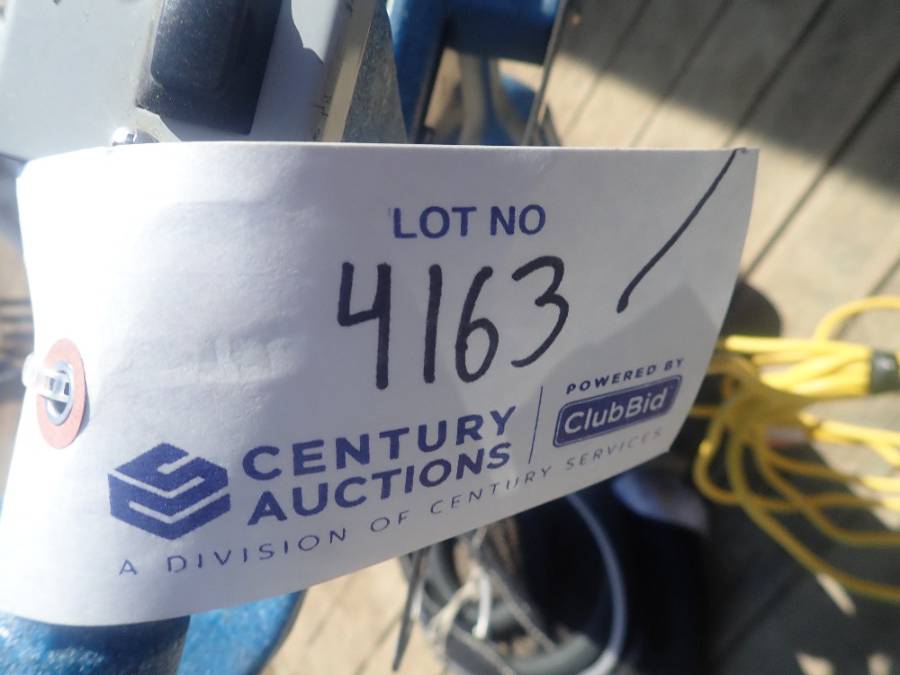 LOT NO
4163 /
CENTURY
AUCTIONS
POWERED BY
ClubBid
A DIVISION OF CENTURY SERVICES